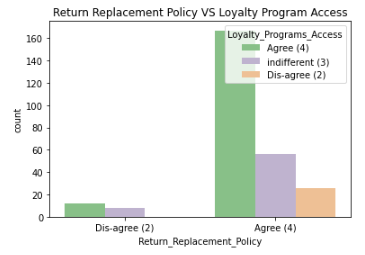 Return Replacement Policy VS Loyalty Program Access
Loyalty_Programs_Access
Agree (4)
indifferent (3)
Dis-agree (2)
160
140
120
100
80
60
40
20
0
count
Dis-agree (2) Agree (4)
Return_Replacement_Policy